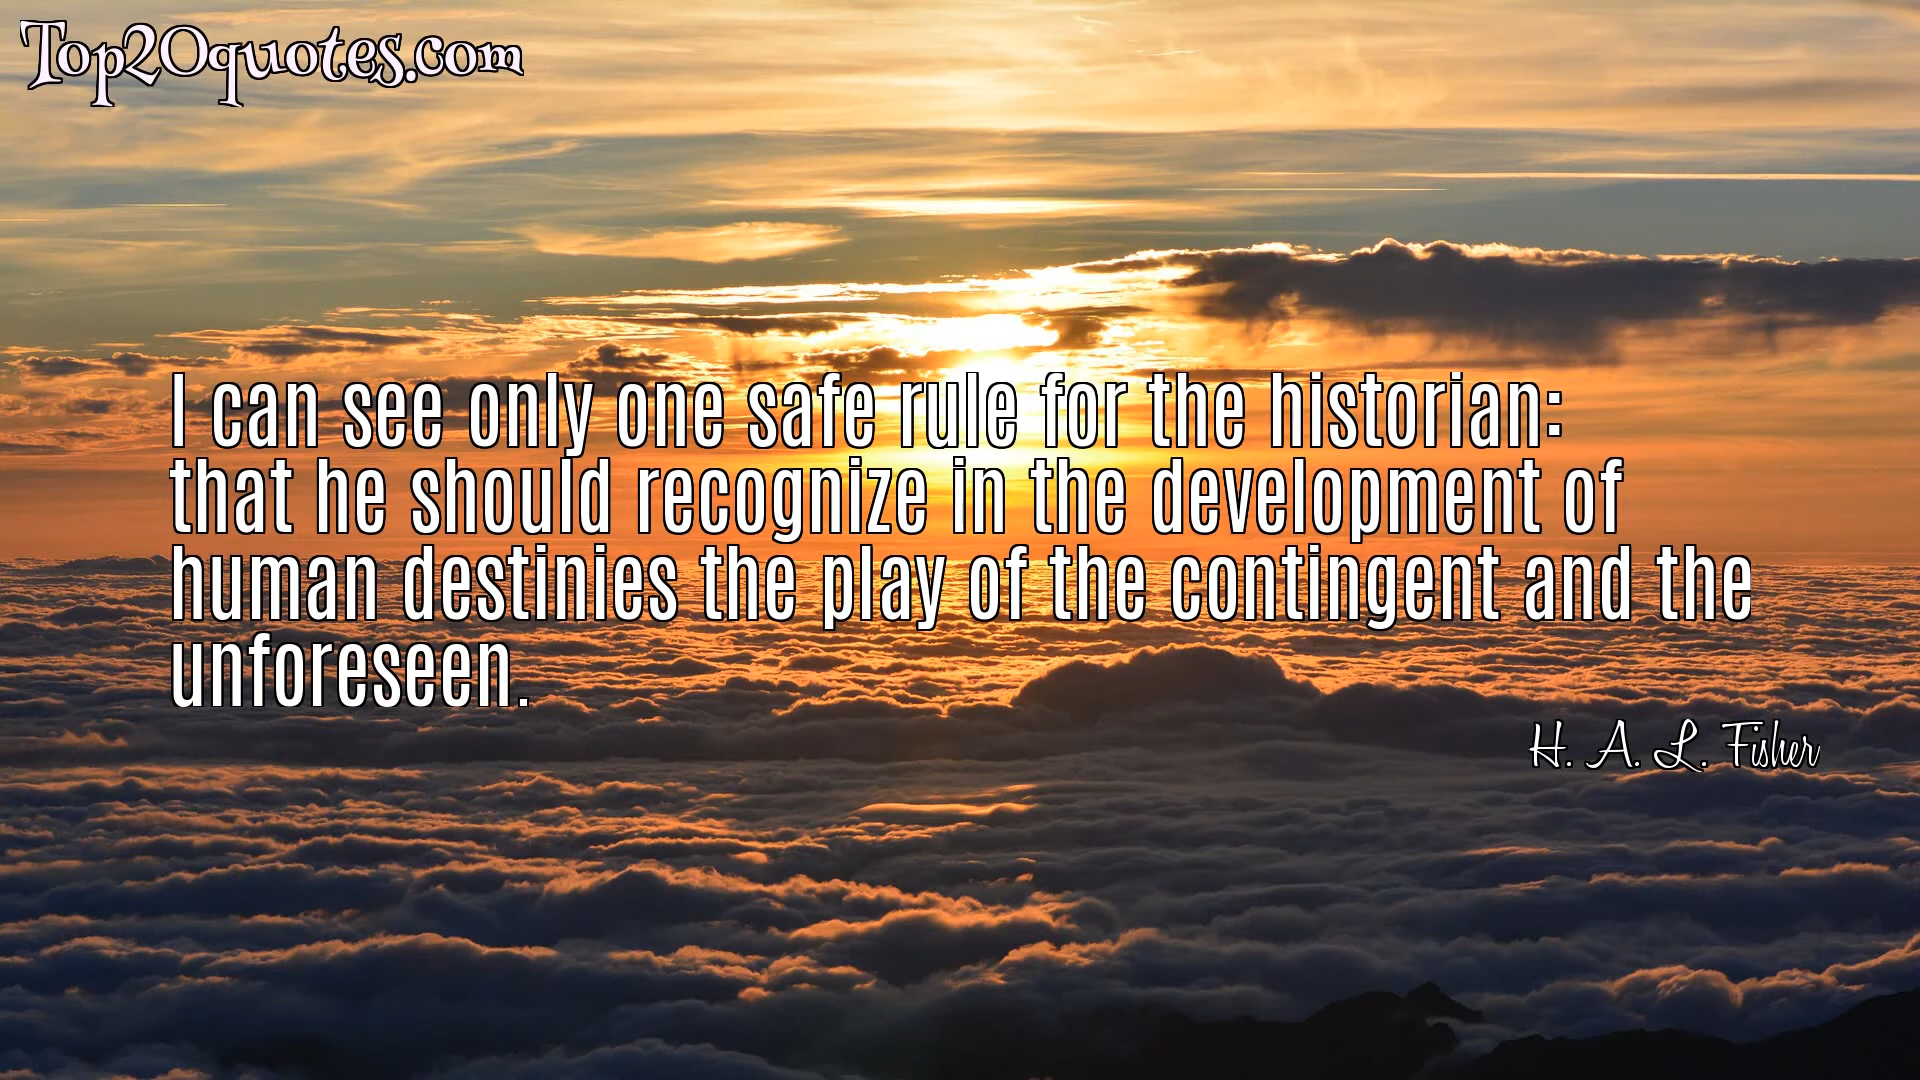 Top20quotes.com
I can see only one safe rule for the historian:
that he should recognize in the development of
human destinies the play of the contingent and the
unforeseen.
H. A. L. Fisher